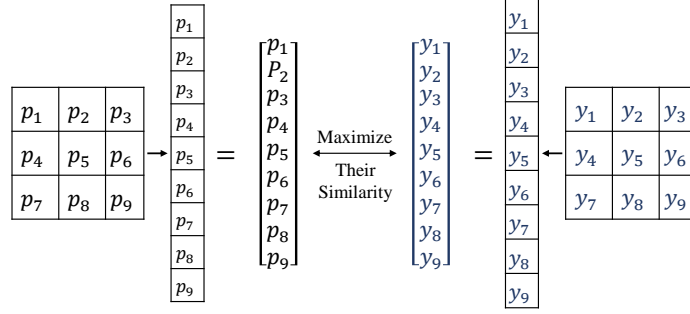 p₁ p₂ p₃
p₄ p₅ p₆
p₇ p₈ p₉
→
p₁
p₂
p₃
p₄
p₅
p₆
p₇
p₈
p₉
=
p₁
P₂
p₃
p₄
p₅
p₆
p₇
p₈
p₉
Maximize
Their
Similarity
y₁
y₂
y₃
y₄
y₅
y₆
y₇
y₈
y₉
=
y₁
y₂
y₃
y₄
y₅
y₆
y₇
y₈
y₉
←
y₁ y₂ y₃
y₄ y₅ y₆
y₇ y₈ y₉